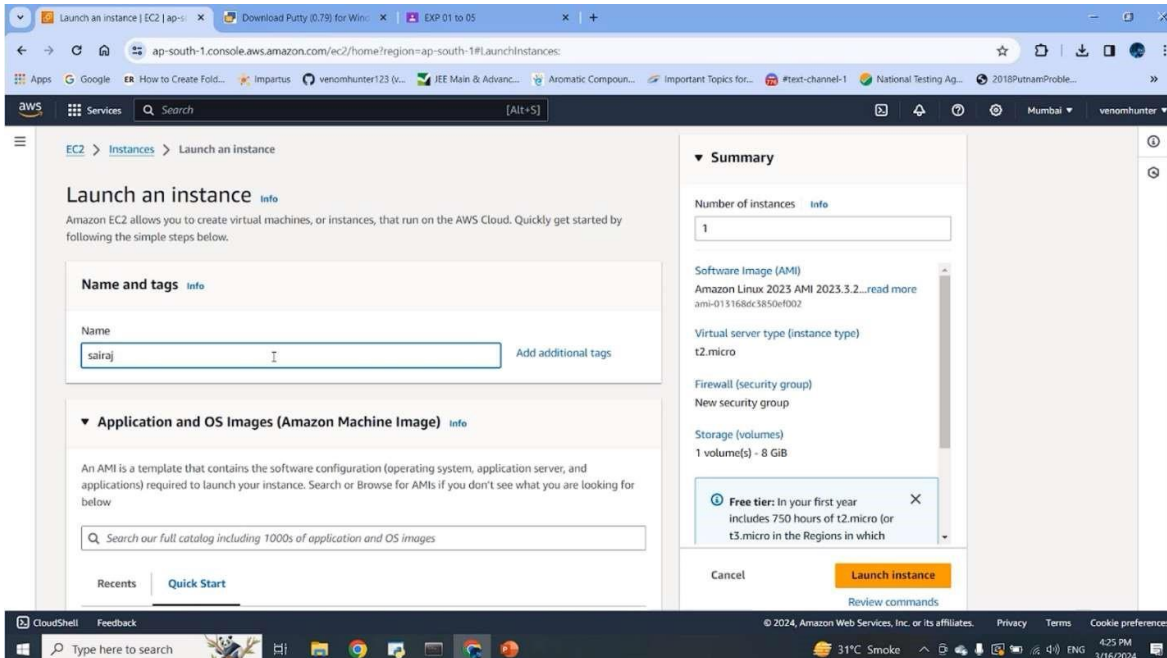 Launch an instance | EC2 | ap-s
Download Putty (0.79) for Wind
EXP 01 to 05
ap-south-1.console.aws.amazon.com/ec2/home?region=ap-south-1#LaunchInstances:
Apps
Google
ER How to Create Fold...
Impartus
venomhunter123 (v...
JEE Main & Advanc...
Aromatic Compoun...
Important Topics for...
#text-channel-1
National Testing Ag...
2018PutnamProble...
aws
Services
Search
[Alt+S]
Mumbai
venomhunter
EC2 > Instances > Launch an instance
Launch an instance Info
Amazon EC2 allows you to create virtual machines, or instances, that run on the AWS Cloud. Quickly get started by
following the simple steps below.
Name and tags Info
Name
sairaj
Add additional tags
Application and OS Images (Amazon Machine Image) Info
An AMI is a template that contains the software configuration (operating system, application server, and
applications) required to launch your instance. Search or Browse for AMIs if you don't see what you are looking for
below
Search our full catalog including 1000s of application and OS images
Recents
Quick Start
Summary
Number of instances Info
1
Software Image (AMI)
Amazon Linux 2023 AMI 2023.3.2...read more
ami-013168dc3850ef002
Virtual server type (instance type)
t2.micro
Firewall (security group)
New security group
Storage (volumes)
1 volume(s) - 8 GiB
Free tier: In your first year
includes 750 hours of t2.micro (or
t3.micro in the Regions in which
Cancel
Launch instance
Review commands
CloudShell
Feedback
© 2024, Amazon Web Services, Inc. or its affiliates.
Privacy
Terms
Cookie preferences
Type here to search
31°C Smoke
ENG
4:25 PM
3/16/2024